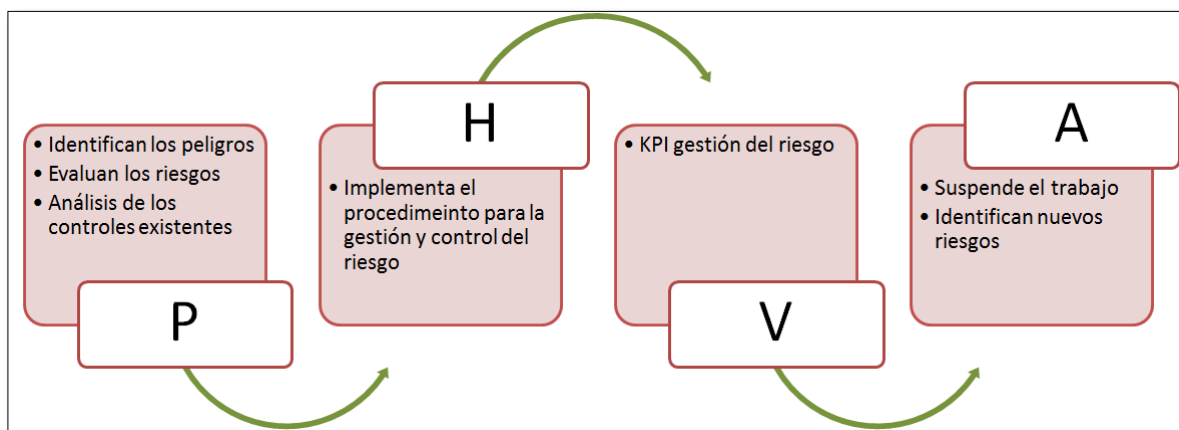 • Identifican los peligros
• Evaluan los riesgos
• Análisis de los
controles existentes
P
H
• Implementa el
procedimeinto para la
gestión y control del
riesgo
• KPI gestión del riesgo
V
A
• Suspende el trabajo
• Identifican nuevos
riesgos